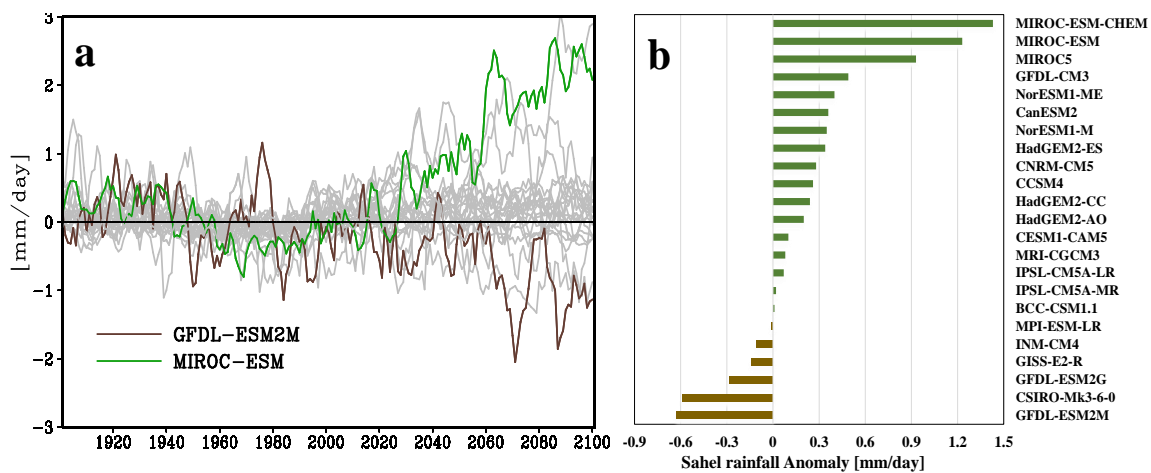 a
[mm/day]
3
2
1
0
-1
-2
-3
GFDL-ESM2M
MIROC-ESM
1920 1940 1960 1980 2000 2020 2040 2060 2080 2100
b
MIROC-ESM-CHEM
MIROC-ESM
MIROC5
GFDL-CM3
NorESM1-ME
CanESM2
NorESM1-M
HadGEM2-ES
CNRM-CM5
CCSM4
HadGEM2-CC
HadGEM2-AO
CESM1-CAM5
MRI-CGCM3
IPSL-CM5A-LR
IPSL-CM5A-MR
BCC-CSM1.1
MPI-ESM-LR
INM-CM4
GISS-E2-R
GFDL-ESM2G
CSIRO-Mk3-6-0
GFDL-ESM2M
-0.9 -0.6 -0.3 0 0.3 0.6 0.9 1.2 1.5
Sahel rainfall Anomaly [mm/day]